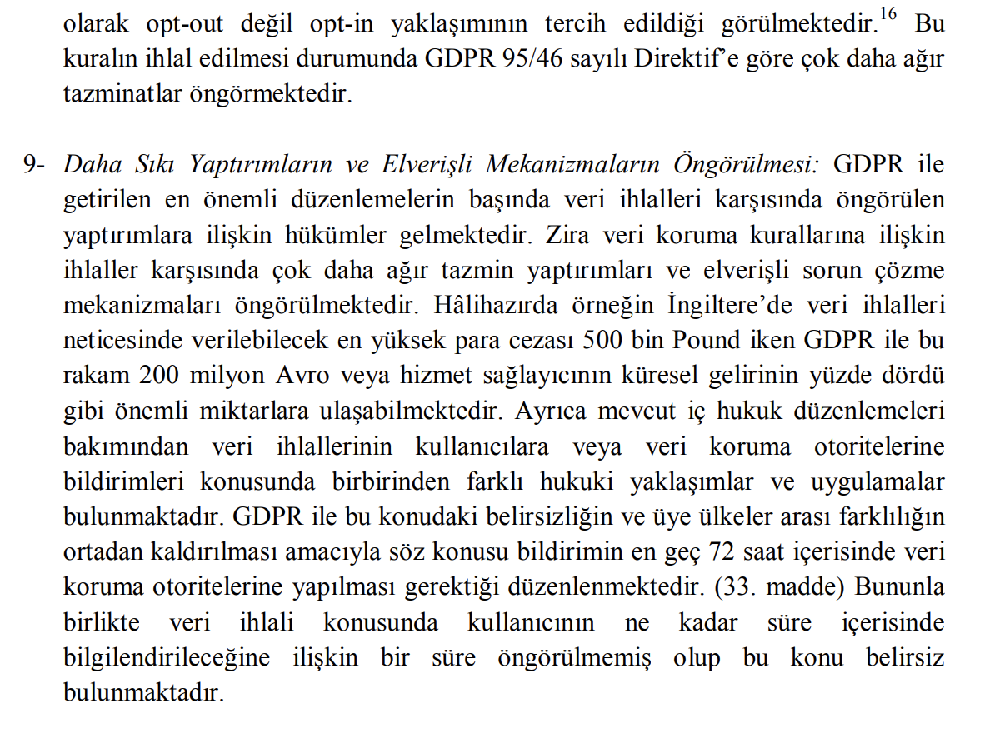 olarak opt-out değil opt-in yaklaşımının tercih edildiği görülmektedir.16 Bu
kuralın ihlal edilmesi durumunda GDPR 95/46 sayılı Direktif’e göre çok daha ağır
tazminatlar öngörmektedir.
9- Daha Sıkı Yaptırımların ve Elverişli Mekanizmaların Öngörülmesi: GDPR ile
getirilen en önemli düzenlemelerin başında veri ihlalleri karşısında öngörülen
yaptırımlara ilişkin hükümler gelmektedir. Zira veri koruma kurallarına ilişkin
ihlaller karşısında çok daha ağır tazmin yaptırımları ve elverişli sorun çözme
mekanizmaları öngörülmektedir. Hâlihazırda örneğin İngiltere’de veri ihlalleri
neticesinde verilebilecek en yüksek para cezası 500 bin Pound iken GDPR ile bu
rakam 200 milyon Avro veya hizmet sağlayıcının küresel gelirinin yüzde dördü
gibi önemli miktarlara ulaşabilmektedir. Ayrıca mevcut iç hukuk düzenlemeleri
bakımından veri ihlallerinin kullanıcılara veya veri koruma otoritelerine
bildirimleri konusunda birbirinden farklı hukuki yaklaşımlar ve uygulamalar
bulunmaktadır. GDPR ile bu konudaki belirsizliğin ve üye ülkeler arası farklılığın
ortadan kaldırılması amacıyla söz konusu bildirimin en geç 72 saat içerisinde veri
koruma otoritelerine yapılması gerektiği düzenlenmektedir. (33. madde) Bununla
birlikte veri ihlali konusunda kullanıcının ne kadar süre içerisinde
bilgilendirileceğine ilişkin bir süre öngörülmemiş olup bu konu belirsiz
bulunmaktadır.